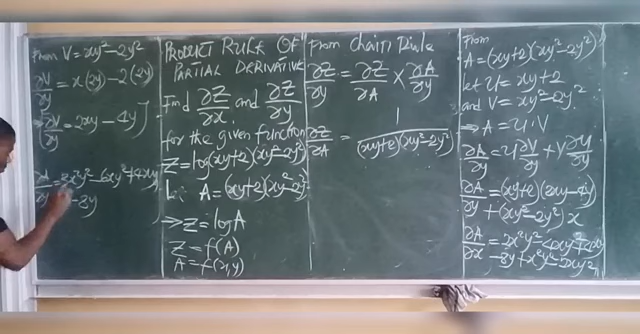 From V = xy² - 2y²
∂V/∂y = x(2y) - 2(2y)
⇒ ∂V/∂y = 2xy - 4y]
PRODUCT RULE OF
PARTIAL DERIVATIVE
Find ∂Z/∂x and ∂Z/∂y
for the given function
Z = log(xy+2)(xy²-2y²)
let A = (xy+2)(xy²-2y²)
⇒ Z = log A
Z = f(A)
A = f(x,y)
From Chain Rule
∂Z/∂y = ∂Z/∂A × ∂A/∂y
∂Z/∂A = 1/(xy+2)(xy²-2y²)
From
A = (xy+2)(xy²-2y²)
let U = xy+2
and V = xy²-2y²
⇒ A = U·V
∂A/∂y = U ∂V/∂y + V ∂U/∂y
∂A/∂y = (xy+2)(2xy-4y)
+ (xy²-2y²)x